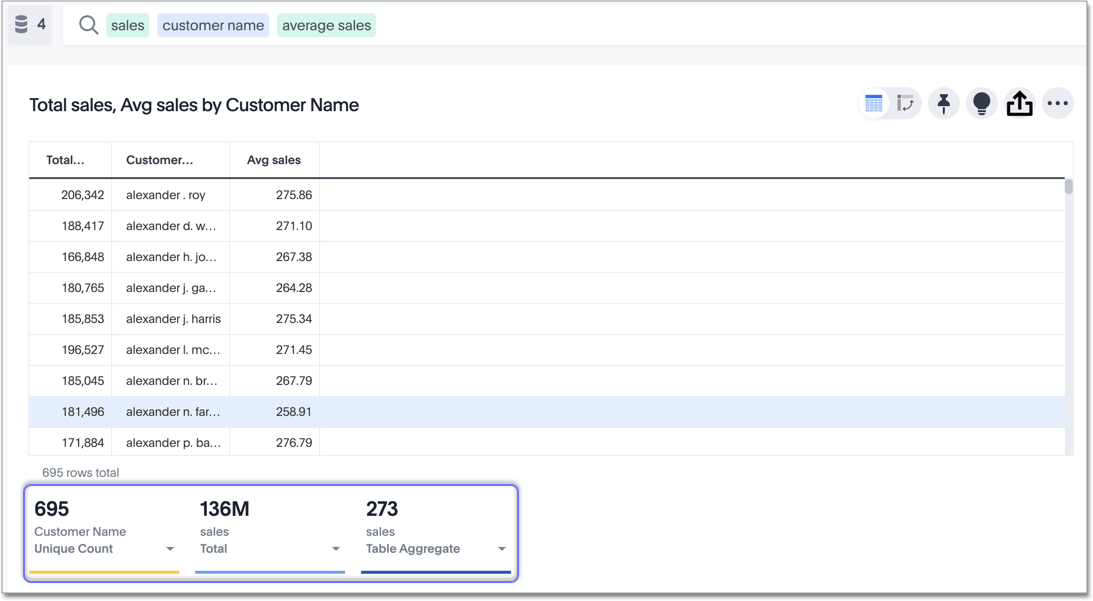 4 sales customer name average sales
Total sales, Avg sales by Customer Name
Total... Customer... Avg sales
206,342 alexander . roy 275.86
188,417 alexander d. w... 271.10
166,848 alexander h. jo... 267.38
180,765 alexander j. ga... 264.28
185,853 alexander j. harris 275.34
196,527 alexander l. mc... 271.45
185,045 alexander n. br... 267.79
181,496 alexander n. far... 258.91
171,884 alexander p. ba... 276.79
695 rows total
695 136M 273
Customer Name sales sales
Unique Count Total Table Aggregate